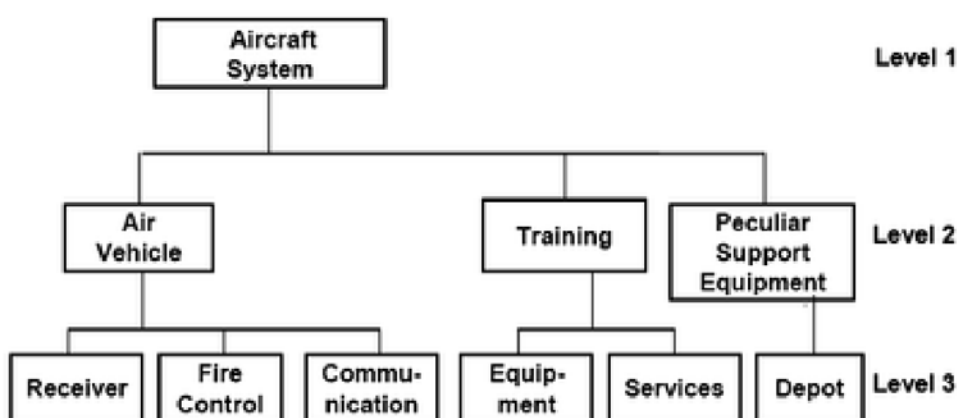 Aircraft
System
Level 1
Air
Vehicle
Training
Peculiar
Support
Equipment
Level 2
Receiver
Fire
Control
Commu-
nication
Equip-
ment
Services
Depot
Level 3